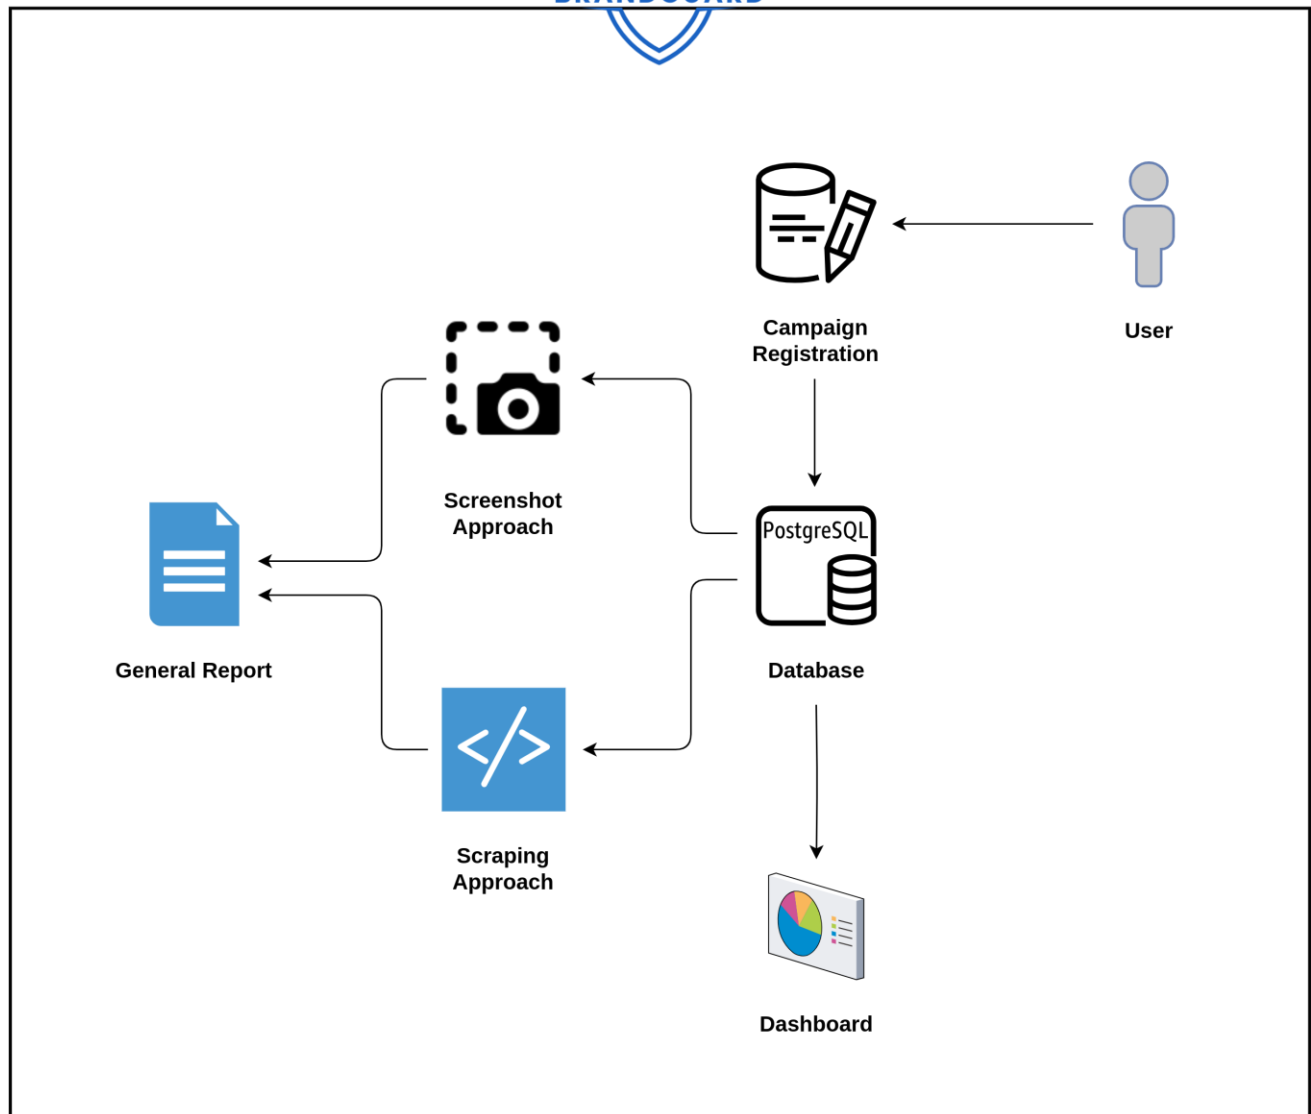 Campaign
Registration
User
Screenshot
Approach
PostgreSQL
General Report
Database
Scraping
Approach
Dashboard